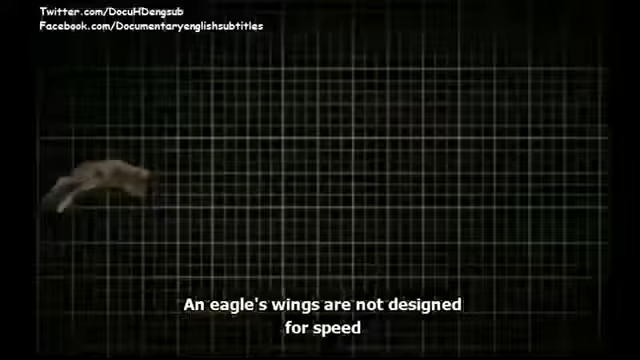 Twitter.com/DocuHDengsub
Facebook.com/Documentaryenglishsubtitles
An eagle's wings are not designed
for speed